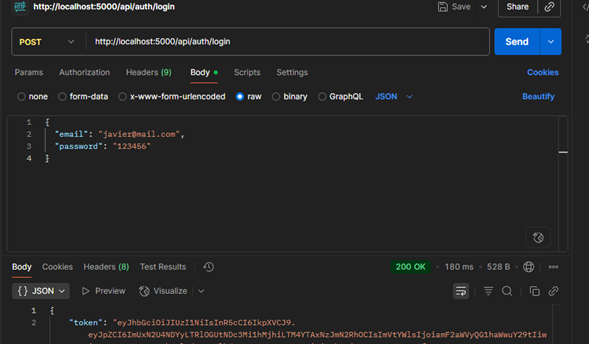 http://localhost:5000/api/auth/login
Save
Share
POST
http://localhost:5000/api/auth/login
Send
Params
Authorization
Headers (9)
Body
Scripts
Settings
Cookies
none
form-data
x-www-form-urlencoded
raw
binary
GraphQL
JSON
Beautify
1 {
2 "email": "javier@mail.com",
3 "password": "123456"
4 }
Body
Cookies
Headers (8)
Test Results
200 OK
180 ms
528 B
{} JSON
Preview
Visualize
1 {
2 "token": "eyJhbGciOiJIUzI1NiIsInR5cCI6IkpXVCJ9.